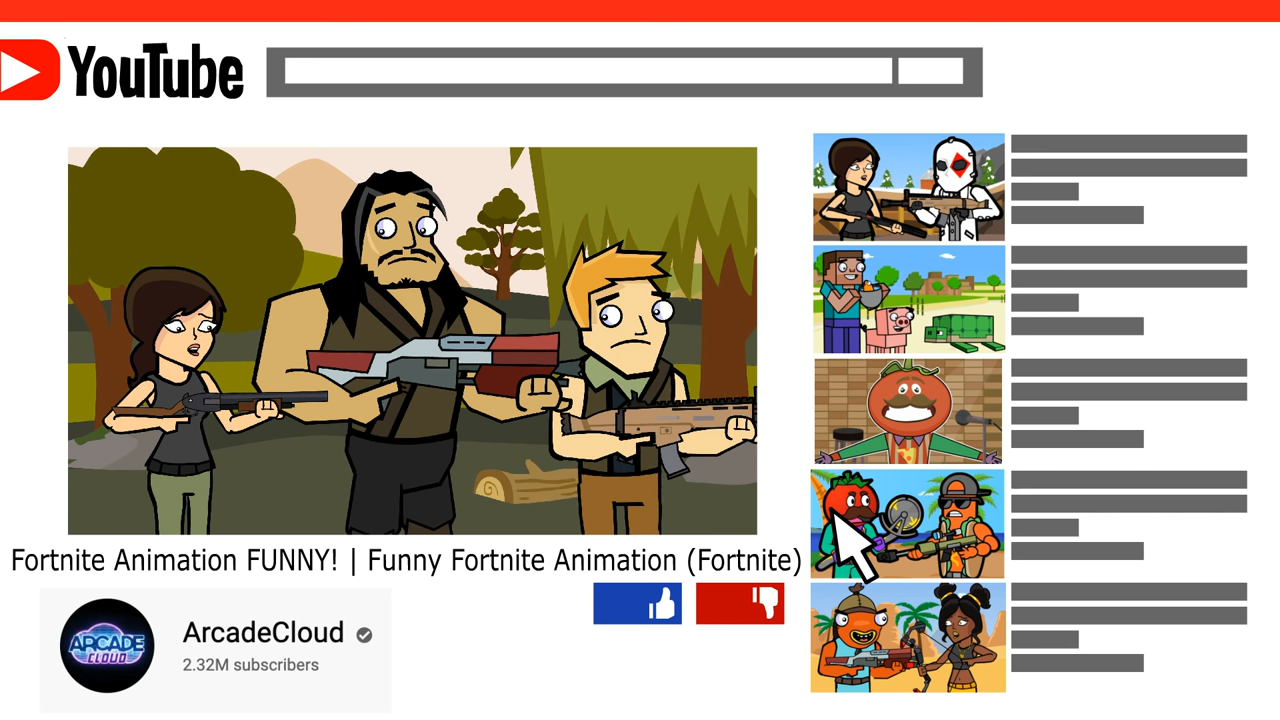 YouTube
Fortnite Animation FUNNY! | Funny Fortnite Animation (Fortnite)
ARCADE
CLOUD
ArcadeCloud
2.32M subscribers